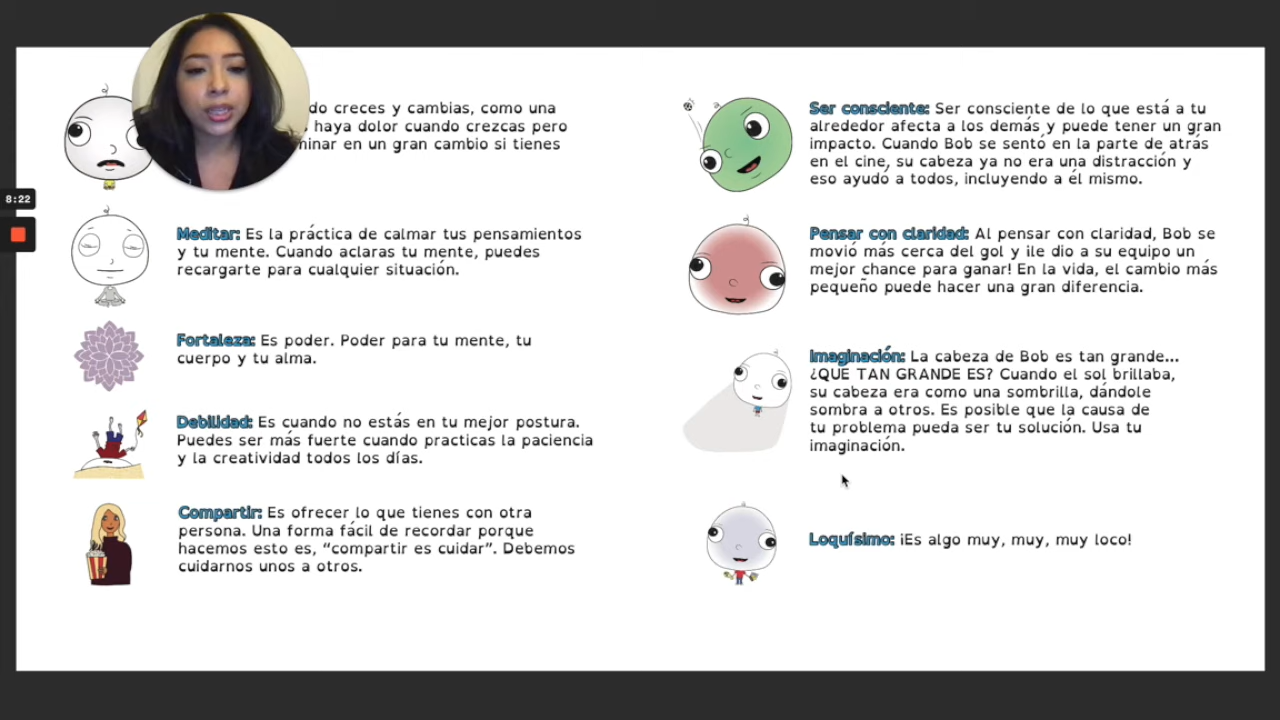 do creces y cambias, como una
haya dolor cuando crezcas pero
minar en un gran cambio si tienes
8:22
Meditar: Es la práctica de calmar tus pensamientos
y tu mente. Cuando aclaras tu mente, puedes
recargarte para cualquier situación.
Fortaleza: Es poder. Poder para tu mente, tu
cuerpo y tu alma.
Debilidad: Es cuando no estás en tu mejor postura.
Puedes ser más fuerte cuando practicas la paciencia
y la creatividad todos los días.
Compartir: Es ofrecer lo que tienes con otra
persona. Una forma fácil de recordar porque
hacemos esto es, “compartir es cuidar”. Debemos
cuidarnos unos a otros.
Ser consciente: Ser consciente de lo que está a tu
alrededor afecta a los demás y puede tener un gran
impacto. Cuando Bob se sentó en la parte de atrás
en el cine, su cabeza ya no era una distracción y
eso ayudó a todos, incluyendo a él mismo.
Pensar con claridad: Al pensar con claridad, Bob se
movió más cerca del gol y ¡le dio a su equipo un
mejor chance para ganar! En la vida, el cambio más
pequeño puede hacer una gran diferencia.
Imaginación: La cabeza de Bob es tan grande...
¿QUE TAN GRANDE ES? Cuando el sol brillaba,
su cabeza era como una sombrilla, dándole
sombra a otros. Es posible que la causa de
tu problema pueda ser tu solución. Usa tu
imaginación.
Loquísimo: ¡Es algo muy, muy, muy loco!